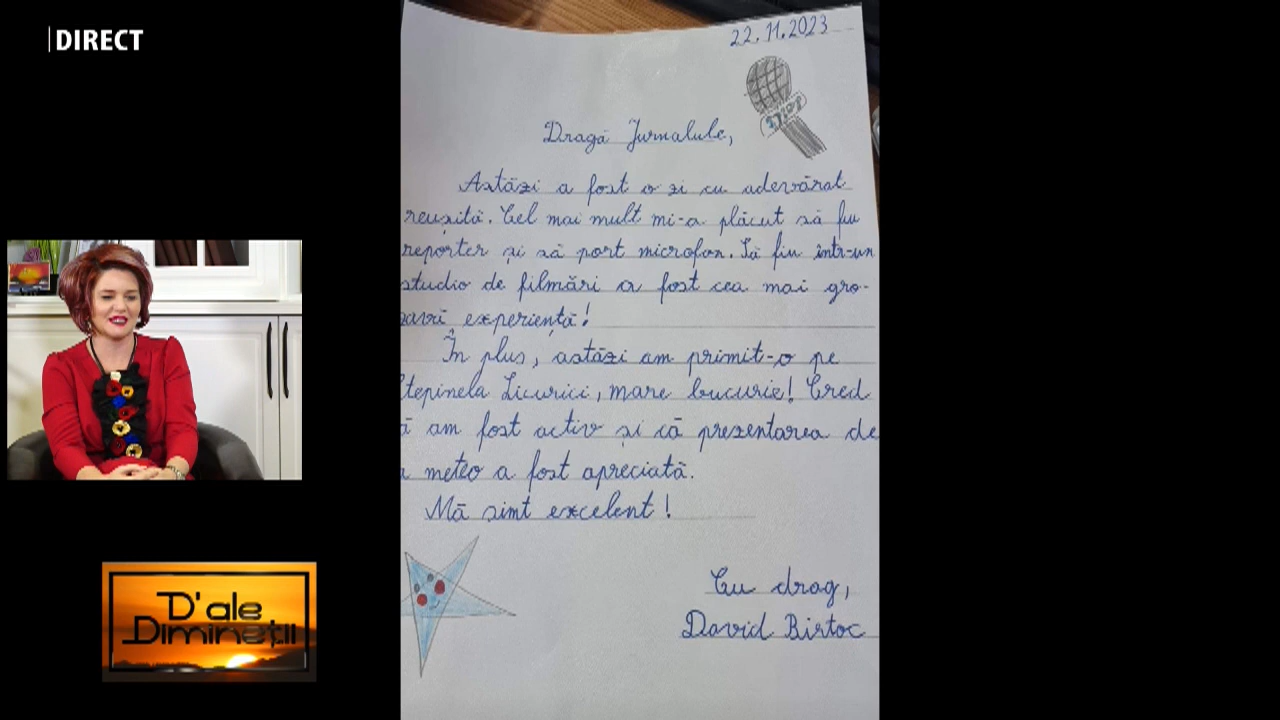 DIRECT
22.11.2023
Dragă Jurnalule,
Astăzi a fost o zi cu adevărat
reușită. Cel mai mult mi-a plăcut să fiu
reporter și să port microfon. Să fiu într-un
studio de filmări a fost cea mai gro-
zavă experiență!
În plus, astăzi am primit-o pe
Stepinela Licurici, mare bucurie! Cred
ă am fost activ și că prezentarea de
a meteo a fost apreciată.
Mă simt excelent!
Cu drag,
David Birtoc
D'ale
Dimineții